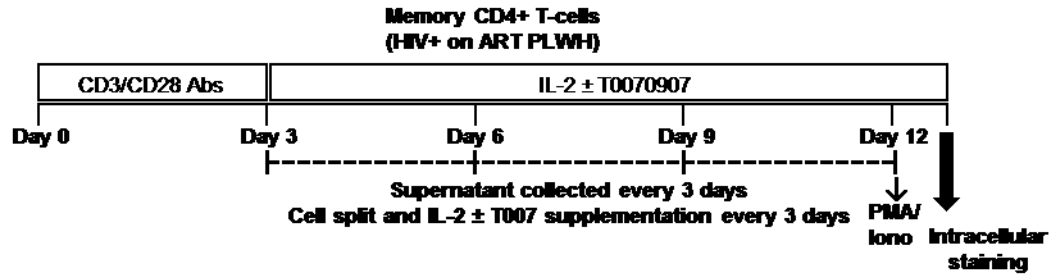 Memory CD4+ T-cells
(HIV+ on ART PLWH)
CD3/CD28 Abs
IL-2 ± T0070907
Day 0
Day 3
Day 6
Day 9
Day 12
Supernatant collected every 3 days
Cell split and IL-2 ± T007 supplementation every 3 days
PMA/
Iono
Intracellular
staining